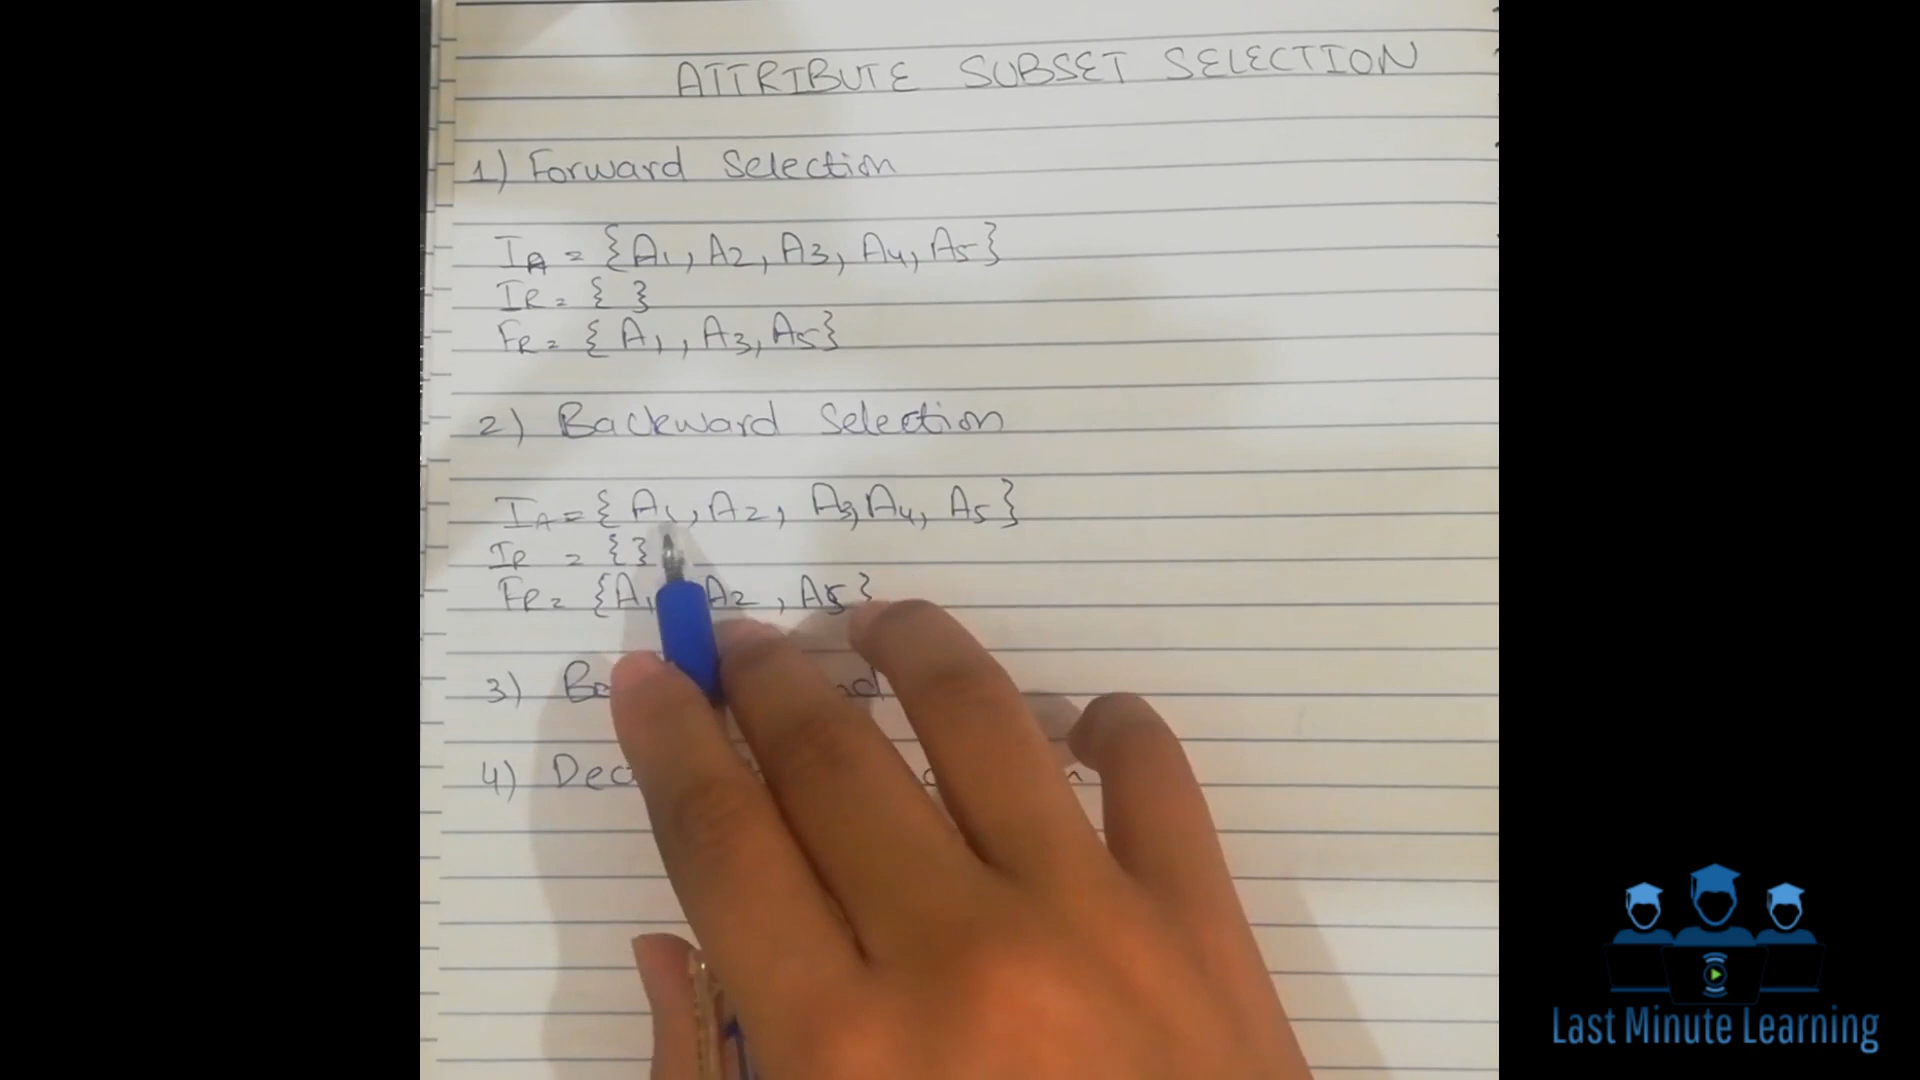 ATTRIBUTE SUBSET SELECTION
1) Forward Selection
IA = {A1, A2, A3, A4, A5}
IR = { }
FR = { A1, , A3, A5}
2) Backward Selection
IA = { A1, A2, A3, A4, A5}
IR = { }
FR = {A1 A2 , A5}
3)
4)
Last Minute Learning